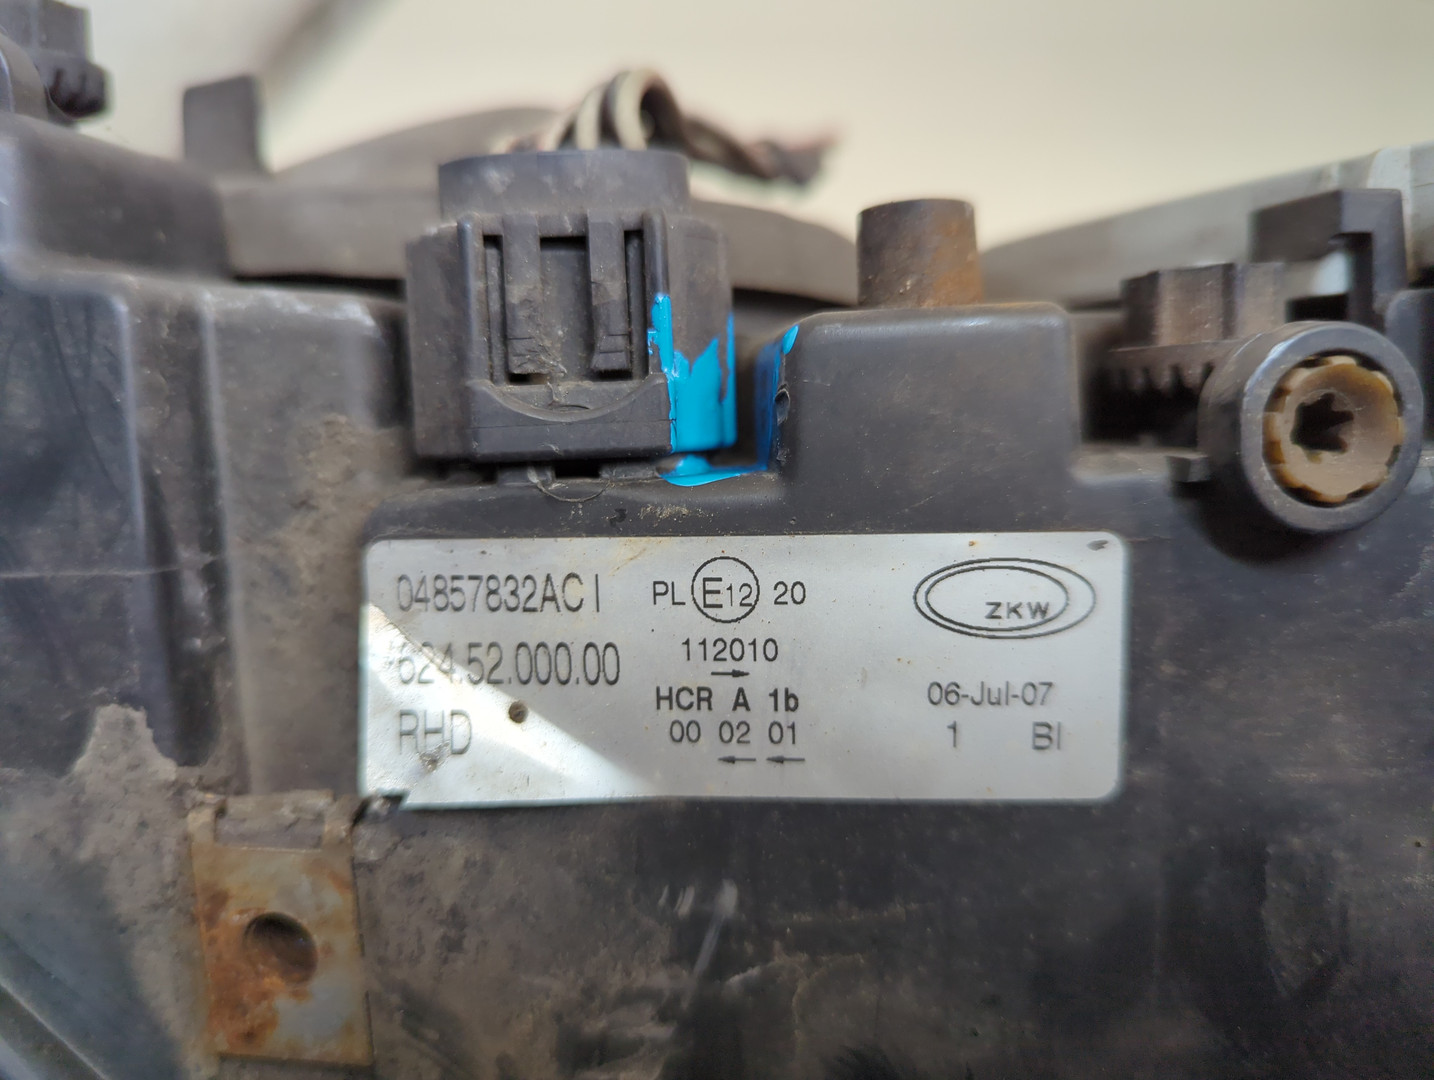 04857832AC I
624.52.000.00
RHD
PL E12 20
112010
→
HCR A 1b
00 02 01
← ←
ZKW
06-Jul-07
1 BI